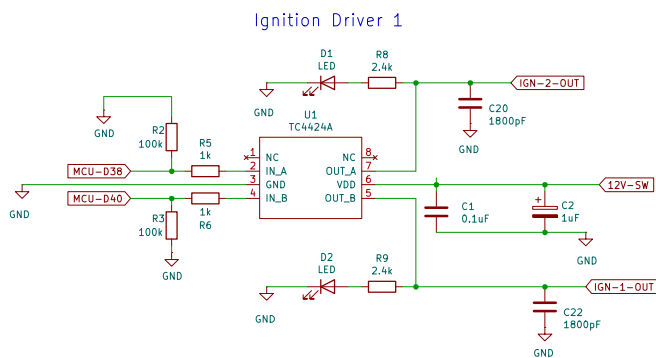 Ignition Driver 1
D1
LED
R8
2.4k
IGN-2-OUT
GND
C20
1800pF
GND
U1
TC4424A
GND
R2
100k
R5
1k
1
NC
NC
8
MCU-D38
2
IN_A
OUT_A
7
3
GND
VDD
6
12V-SW
MCU-D40
4
IN_B
OUT_B
5
GND
R3
100k
1k
R6
C1
0.1uF
+
C2
1uF
GND
GND
D2
LED
R9
2.4k
IGN-1-OUT
GND
C22
1800pF
GND